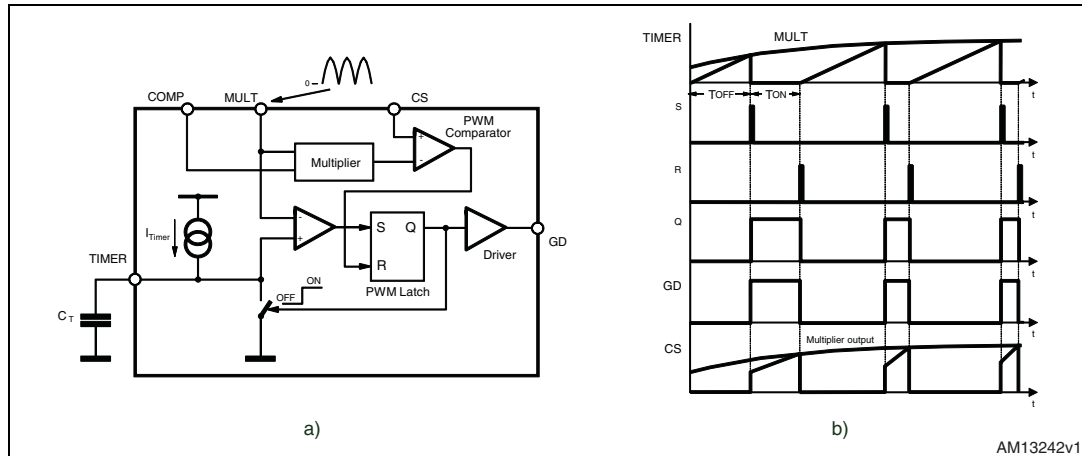 0
COMP
MULT
CS
PWM
Comparator
+
-
Multiplier
ITimer
-
+
S
Q
R
PWM Latch
Driver
GD
TIMER
ON
OFF
CT
a)
TIMER
MULT
t
TOFF
TON
S
t
R
t
Q
t
GD
t
CS
Multiplier output
t
b)
AM13242v1